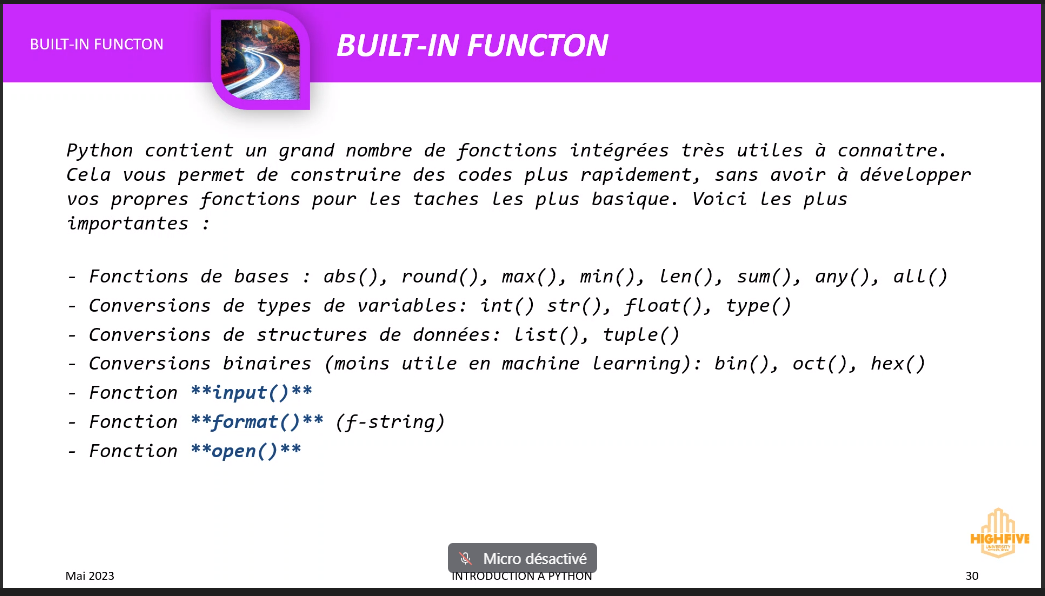 BUILT-IN FUNCTON
BUILT-IN FUNCTON
Python contient un grand nombre de fonctions intégrées très utiles à connaitre.
Cela vous permet de construire des codes plus rapidement, sans avoir à développer
vos propres fonctions pour les taches les plus basique. Voici les plus
importantes :
- Fonctions de bases : abs(), round(), max(), min(), len(), sum(), any(), all()
- Conversions de types de variables: int() str(), float(), type()
- Conversions de structures de données: list(), tuple()
- Conversions binaires (moins utile en machine learning): bin(), oct(), hex()
- Fonction **input()**
- Fonction **format()** (f-string)
- Fonction **open()**
HIGHFIVE
UNIVERSITY
Micro désactivé
Mai 2023
INTRODUCTION A PYTHON
30